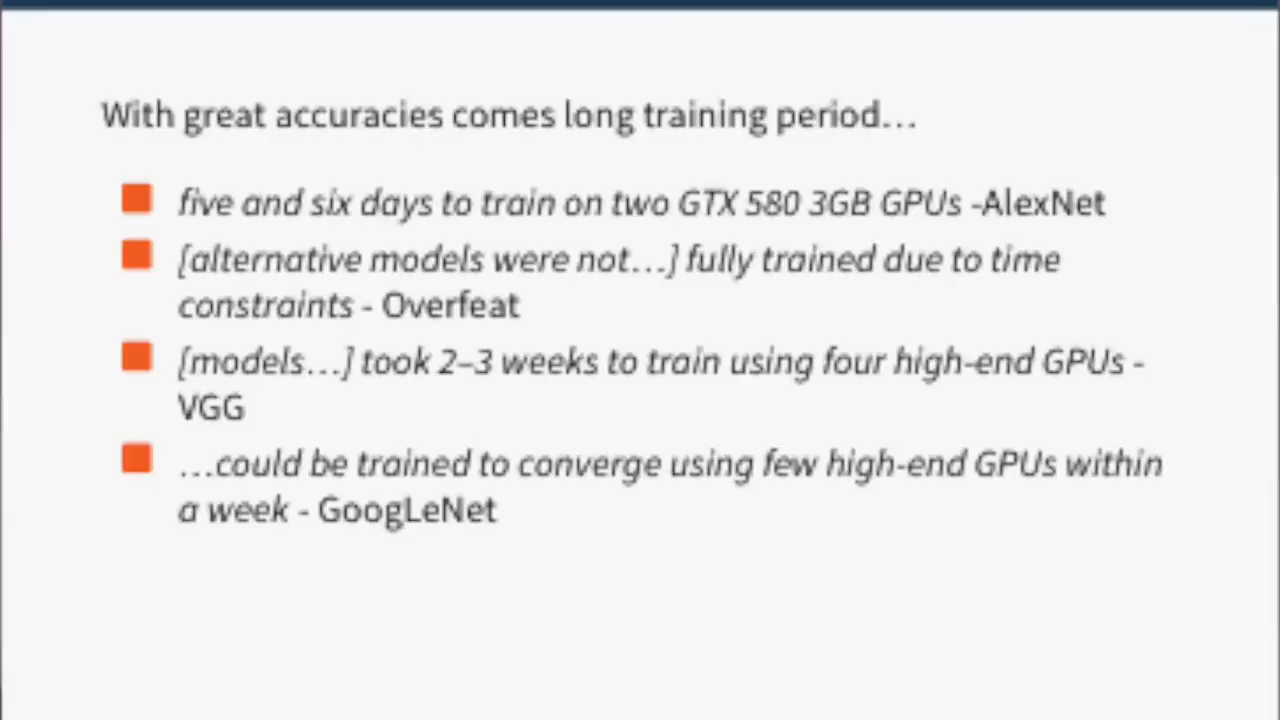 With great accuracies comes long training period…
five and six days to train on two GTX 580 3GB GPUs -AlexNet
[alternative models were not…] fully trained due to time
constraints - Overfeat
[models…] took 2–3 weeks to train using four high-end GPUs -
VGG
…could be trained to converge using few high-end GPUs within
a week - GoogLeNet